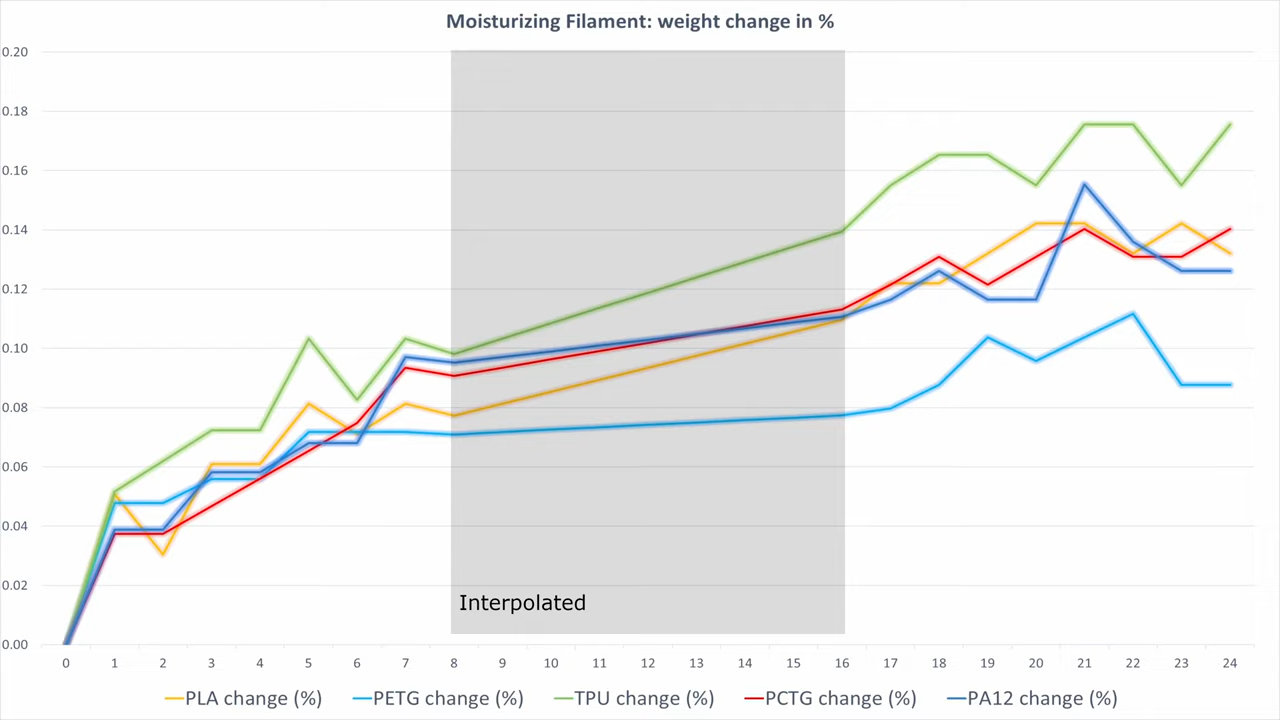 Moisturizing Filament: weight change in %
0.20
0.18
0.16
0.14
0.12
0.10
0.08
0.06
0.04
0.02
0.00
Interpolated
0 1 2 3 4 5 6 7 8 9 10 11 12 13 14 15 16 17 18 19 20 21 22 23 24
PLA change (%) PETG change (%) TPU change (%) PCTG change (%) PA12 change (%)